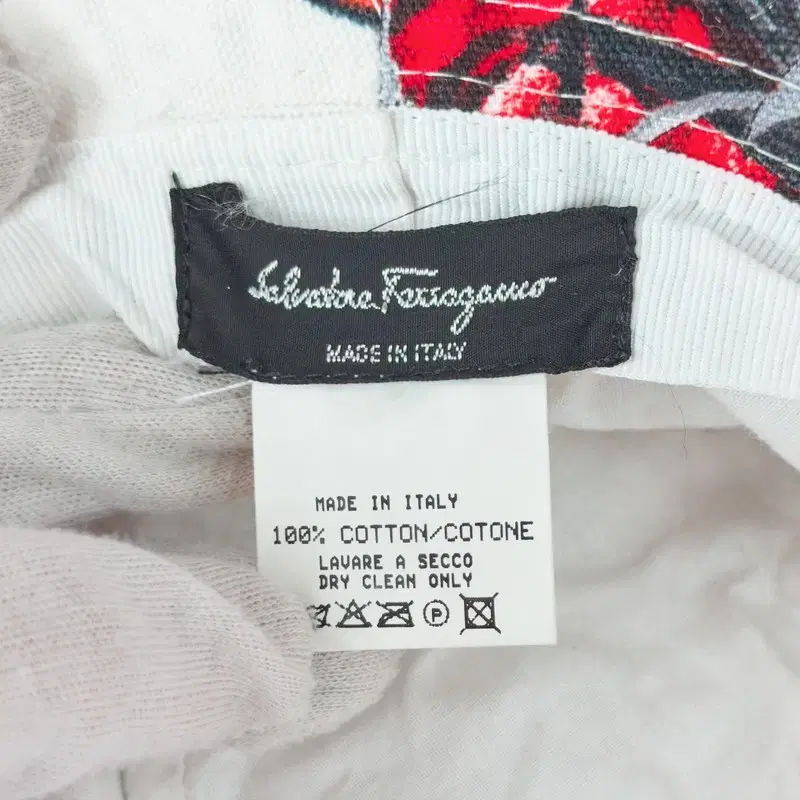 Salvatore Ferragamo
MADE IN ITALY
MADE IN ITALY
100% COTTON/COTONE
LAVARE A SECCO
DRY CLEAN ONLY
P